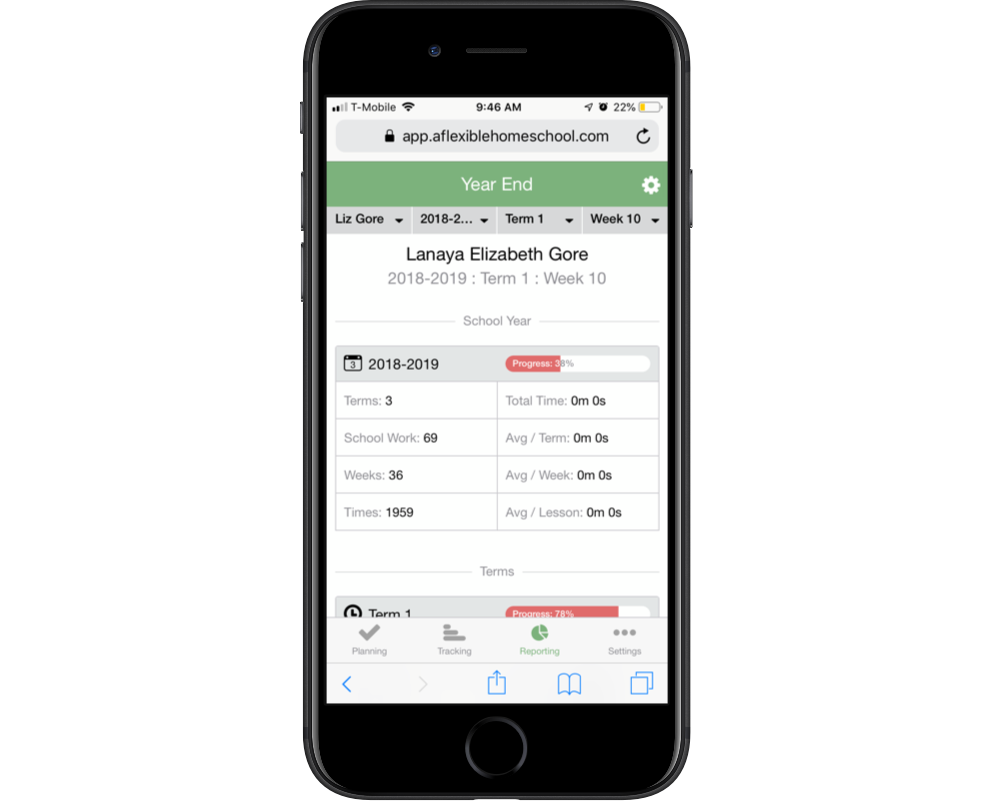 T-Mobile 9:46 AM 22%
app.aflexiblehomeschool.com
Year End
Liz Gore 2018-2... Term 1 Week 10
Lanaya Elizabeth Gore
2018-2019 : Term 1 : Week 10
School Year
3 2018-2019 Progress: 38%
Terms: 3 Total Time: 0m 0s
School Work: 69 Avg / Term: 0m 0s
Weeks: 36 Avg / Week: 0m 0s
Times: 1959 Avg / Lesson: 0m 0s
Terms
Term 1 Progress: 78%
Planning Tracking Reporting Settings